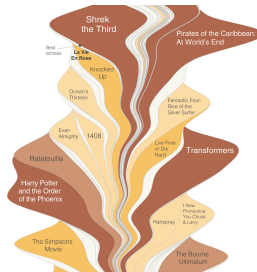 Shrek
the Third
Pirates of the Caribbean:
At World's End
Best
actress
La Vie
En Rose
Knocked
Up
Ocean's
Thirteen
Fantastic Four:
Rise of the
Silver Surfer
Evan
Almighty
1408
Live Free
or Die
Hard
Transformers
Ratatouille
Harry Potter
and the Order
of the Phoenix
I Now
Pronounce
You Chuck
& Larry
Hairspray
The Simpsons
Movie
The Bourne
Ultimatum